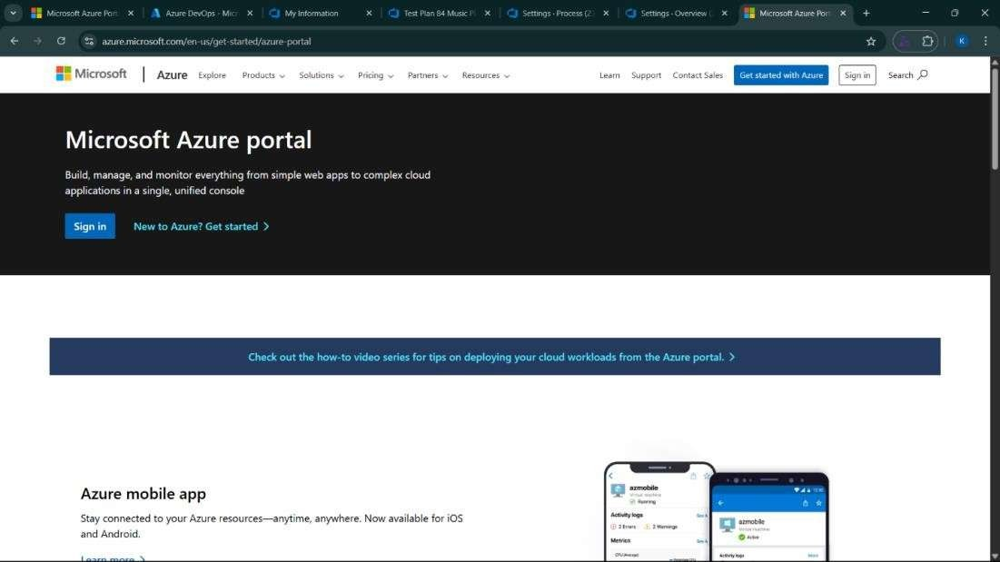 Microsoft Azure Port
Azure DevOps - Micr
My Information
Test Plan 84 Music Pl
Settings · Process (2
Settings · Overview (
Microsoft Azure Port
azure.microsoft.com/en-us/get-started/azure-portal
K
Microsoft
Azure
Explore
Products
Solutions
Pricing
Partners
Resources
Learn
Support
Contact Sales
Get started with Azure
Sign in
Search
Microsoft Azure portal
Build, manage, and monitor everything from simple web apps to complex cloud
applications in a single, unified console
Sign in
New to Azure? Get started
Check out the how-to video series for tips on deploying your cloud workloads from the Azure portal.
Azure mobile app
Stay connected to your Azure resources—anytime, anywhere. Now available for iOS
and Android.
Learn more
azmobile
Virtual machine
Running
Activity logs
See A
2 Errors
2 Warnings
Metrics
See A
CPU (Average)
azmobile
Virtual machine
Active
Activity logs
More